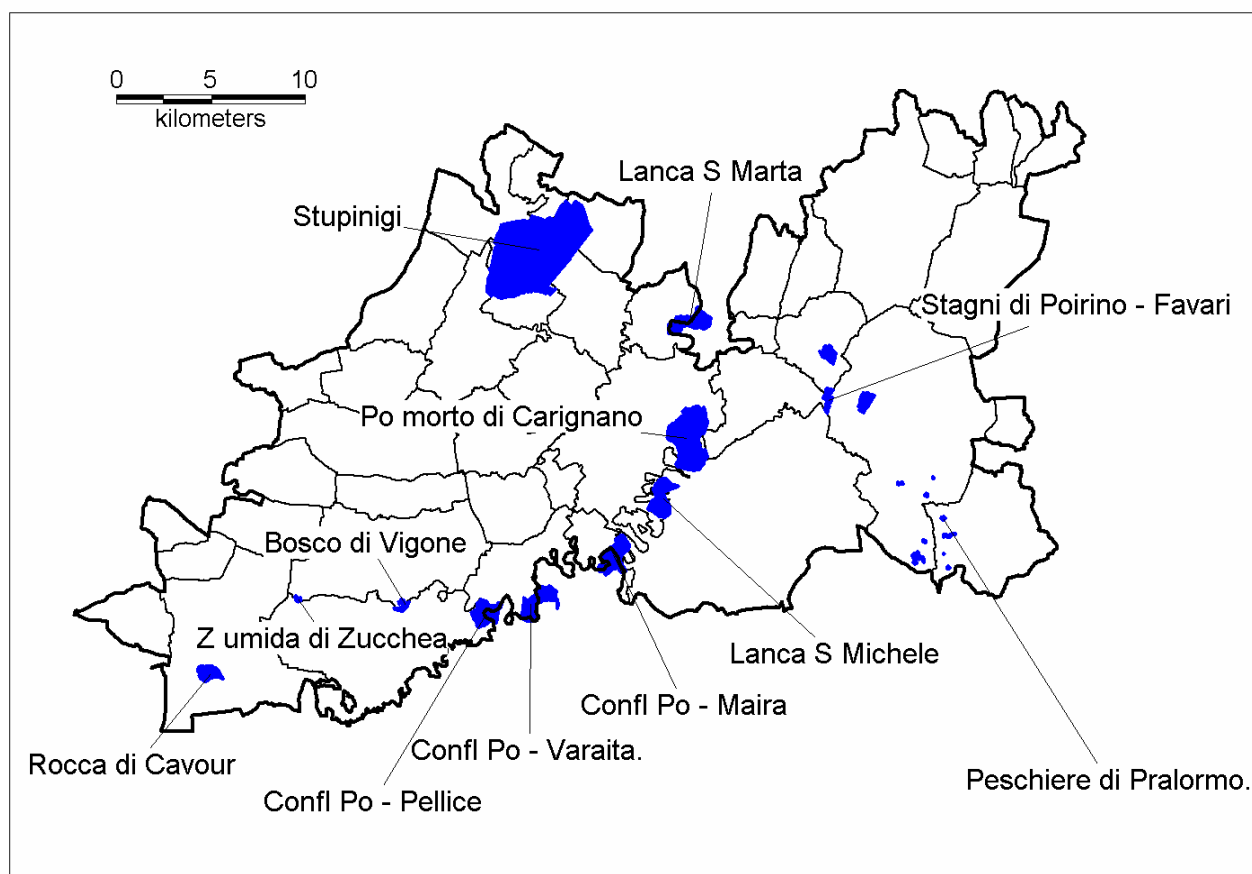 0 5 10
kilometers
Lanca S Marta
Stupinigi
Stagni di Poirino - Favari
Po morto di Carignano
Bosco di Vigone
Z umida di Zucchea
Lanca S Michele
Confl Po - Maira
Confl Po - Varaita.
Rocca di Cavour
Peschiere di Pralormo.
Confl Po - Pellice